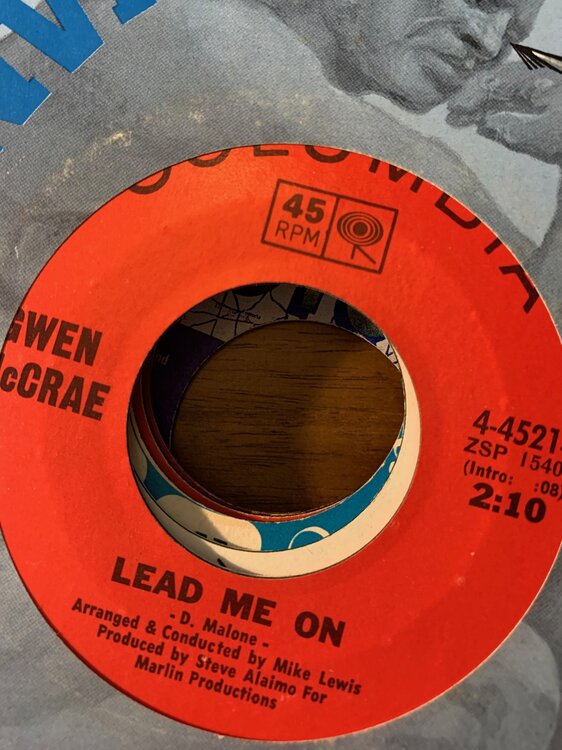 COLUMBIA
45
RPM
GWEN
McCRAE
4-4521
ZSP 1540
(Intro: :08)
2:10
LEAD ME ON
- D. Malone -
Arranged & Conducted by Mike Lewis
Produced by Steve Alaimo For
Marlin Productions